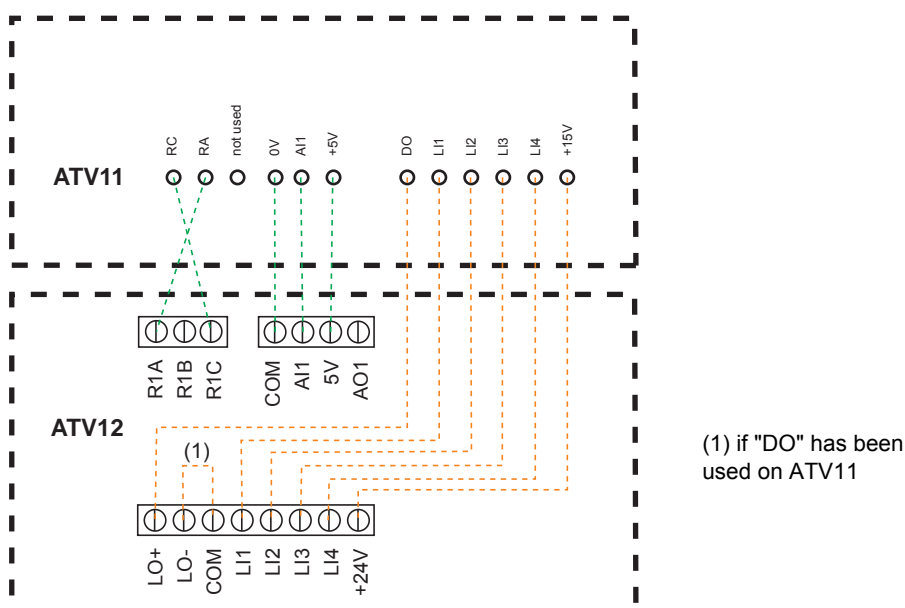 RC
RA
not used
0V
AI1
+5V
DO
LI1
LI2
LI3
LI4
+15V
ATV11
R1A
R1B
R1C
COM
AI1
5V
AO1
ATV12
(1)
(1) if "DO" has been
used on ATV11
LO+
LO-
COM
LI1
LI2
LI3
LI4
+24V